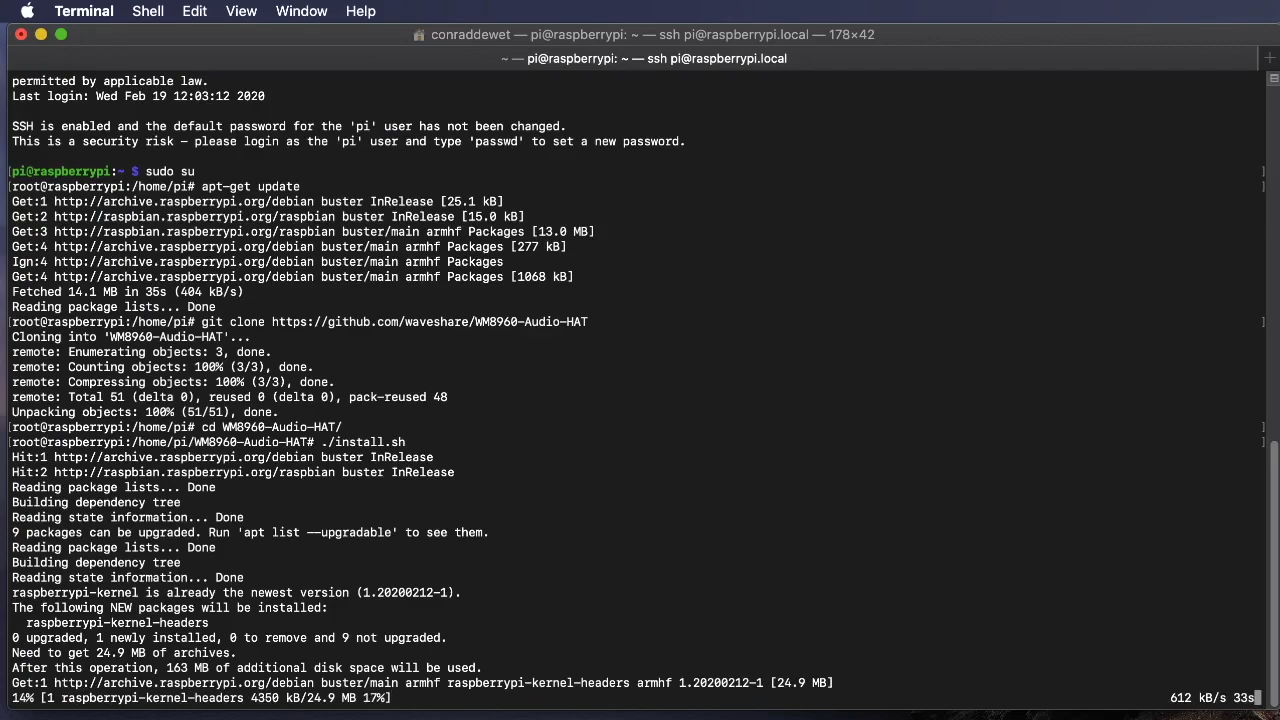 Terminal Shell Edit View Window Help
conraddewet — pi@raspberrypi: ~ — ssh pi@raspberrypi.local — 178×42
~ — pi@raspberrypi: ~ — ssh pi@raspberrypi.local
permitted by applicable law.
Last login: Wed Feb 19 12:03:12 2020
SSH is enabled and the default password for the 'pi' user has not been changed.
This is a security risk - please login as the 'pi' user and type 'passwd' to set a new password.
[pi@raspberrypi:~ $ sudo su ]
[root@raspberrypi:/home/pi# apt-get update ]
Get:1 http://archive.raspberrypi.org/debian buster InRelease [25.1 kB]
Get:2 http://raspbian.raspberrypi.org/raspbian buster InRelease [15.0 kB]
Get:3 http://raspbian.raspberrypi.org/raspbian buster/main armhf Packages [13.0 MB]
Get:4 http://archive.raspberrypi.org/debian buster/main armhf Packages [277 kB]
Ign:4 http://archive.raspberrypi.org/debian buster/main armhf Packages
Get:4 http://archive.raspberrypi.org/debian buster/main armhf Packages [1068 kB]
Fetched 14.1 MB in 35s (404 kB/s)
Reading package lists... Done
[root@raspberrypi:/home/pi# git clone https://github.com/waveshare/WM8960-Audio-HAT ]
Cloning into 'WM8960-Audio-HAT'...
remote: Enumerating objects: 3, done.
remote: Counting objects: 100% (3/3), done.
remote: Compressing objects: 100% (3/3), done.
remote: Total 51 (delta 0), reused 0 (delta 0), pack-reused 48
Unpacking objects: 100% (51/51), done.
[root@raspberrypi:/home/pi# cd WM8960-Audio-HAT/ ]
[root@raspberrypi:/home/pi/WM8960-Audio-HAT# ./install.sh ]
Hit:1 http://archive.raspberrypi.org/debian buster InRelease
Hit:2 http://raspbian.raspberrypi.org/raspbian buster InRelease
Reading package lists... Done
Building dependency tree
Reading state information... Done
9 packages can be upgraded. Run 'apt list --upgradable' to see them.
Reading package lists... Done
Building dependency tree
Reading state information... Done
raspberrypi-kernel is already the newest version (1.20200212-1).
The following NEW packages will be installed:
raspberrypi-kernel-headers
0 upgraded, 1 newly installed, 0 to remove and 9 not upgraded.
Need to get 24.9 MB of archives.
After this operation, 163 MB of additional disk space will be used.
Get:1 http://archive.raspberrypi.org/debian buster/main armhf raspberrypi-kernel-headers armhf 1.20200212-1 [24.9 MB]
14% [1 raspberrypi-kernel-headers 4350 kB/24.9 MB 17%] 612 kB/s 33s